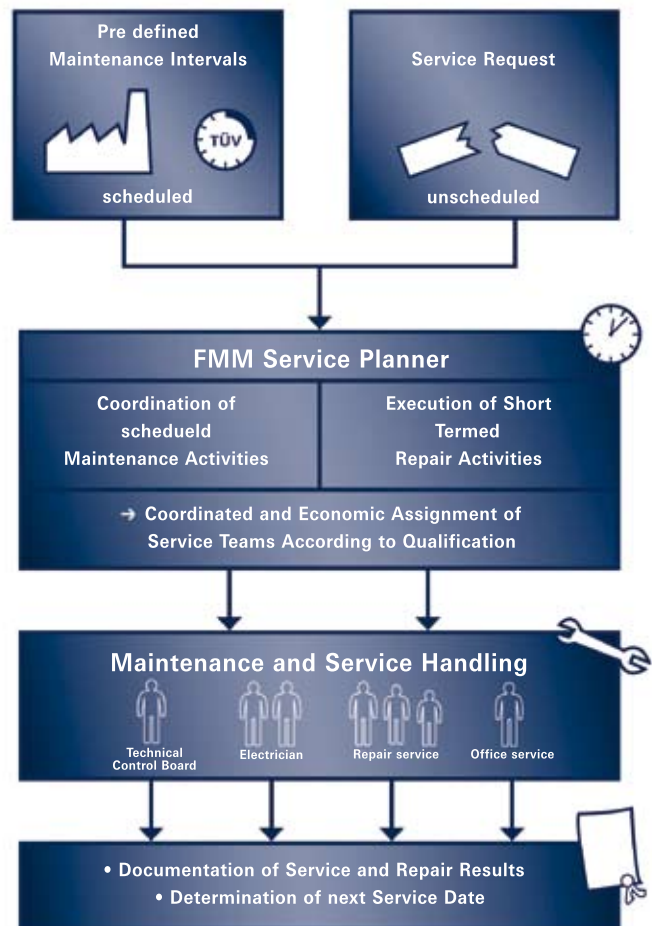 Pre defined
Maintenance Intervals
TÜV
scheduled
Service Request
unscheduled
FMM Service Planner
Coordination of
schedueld
Maintenance Activities
Execution of Short
Termed
Repair Activities
→ Coordinated and Economic Assignment of
Service Teams According to Qualification
Maintenance and Service Handling
Technical
Control Board
Electrician
Repair service
Office service
• Documentation of Service and Repair Results
• Determination of next Service Date